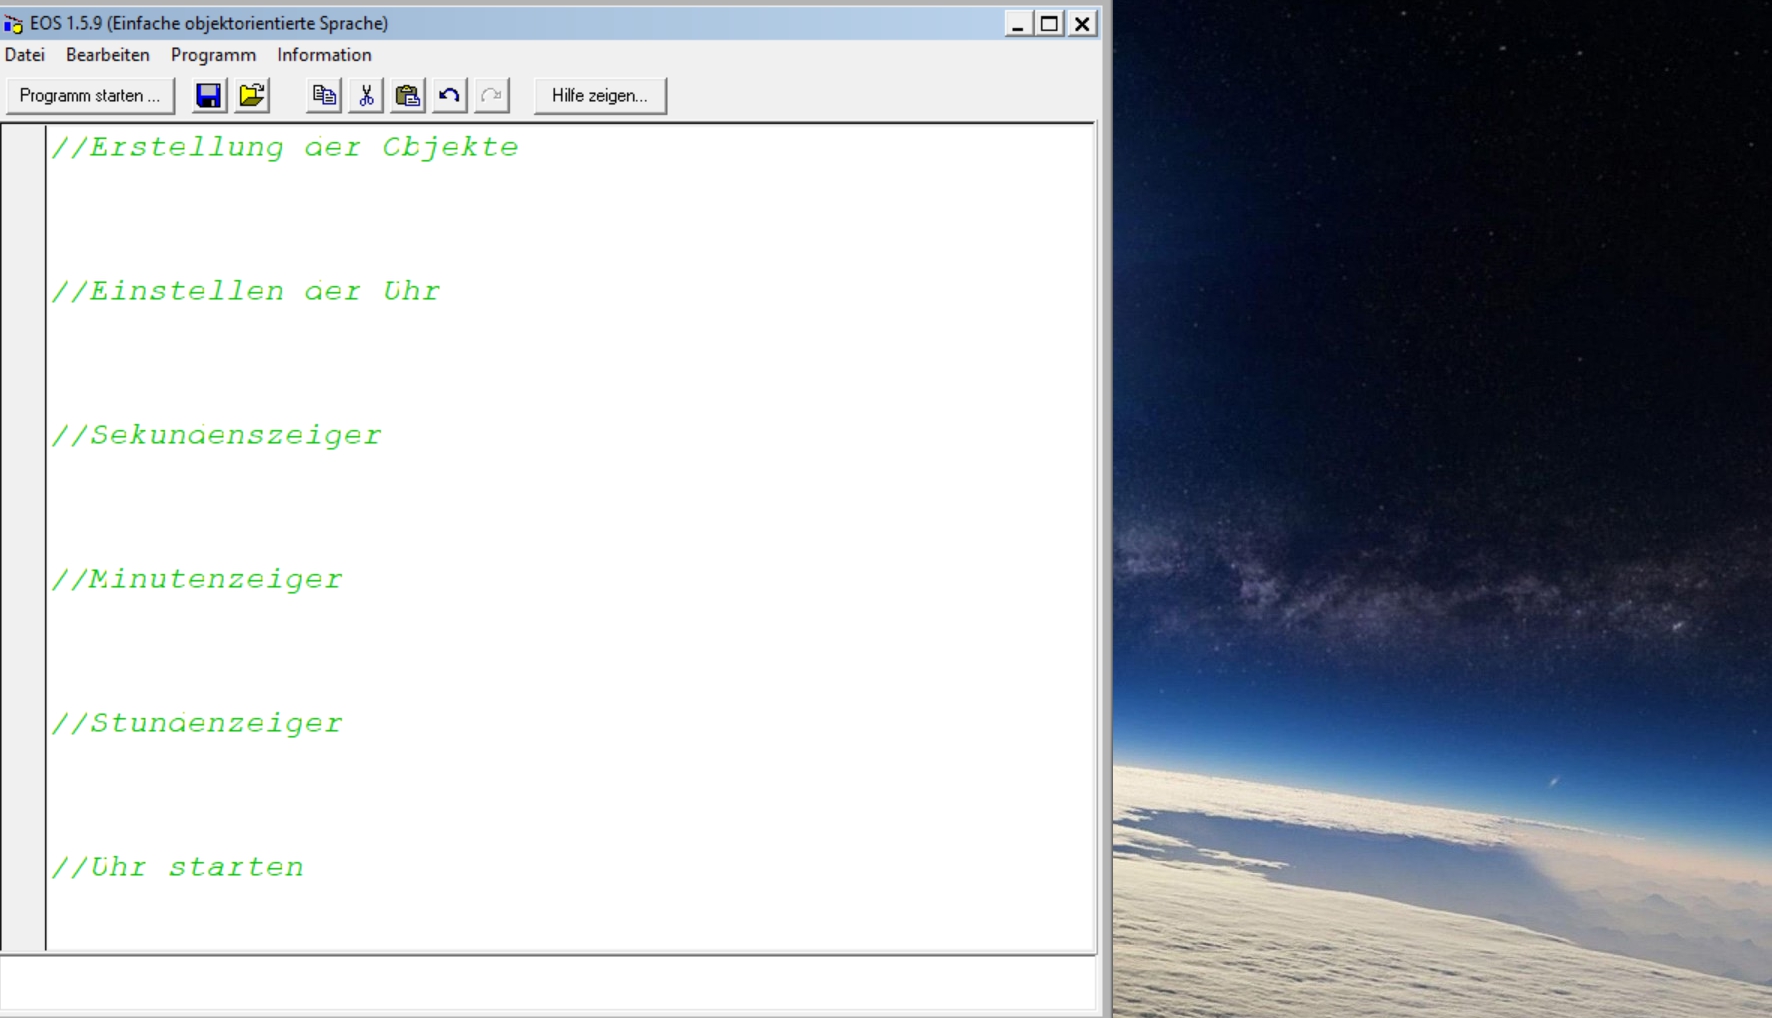 EOS 1.5.9 (Einfache objektorientierte Sprache)
Datei Bearbeiten Programm Information
Programm starten ... Hilfe zeigen...
//Erstellung der Objekte
//Einstellen der Uhr
//Sekundenszeiger
//Minutenzeiger
//Stundenzeiger
//Uhr starten